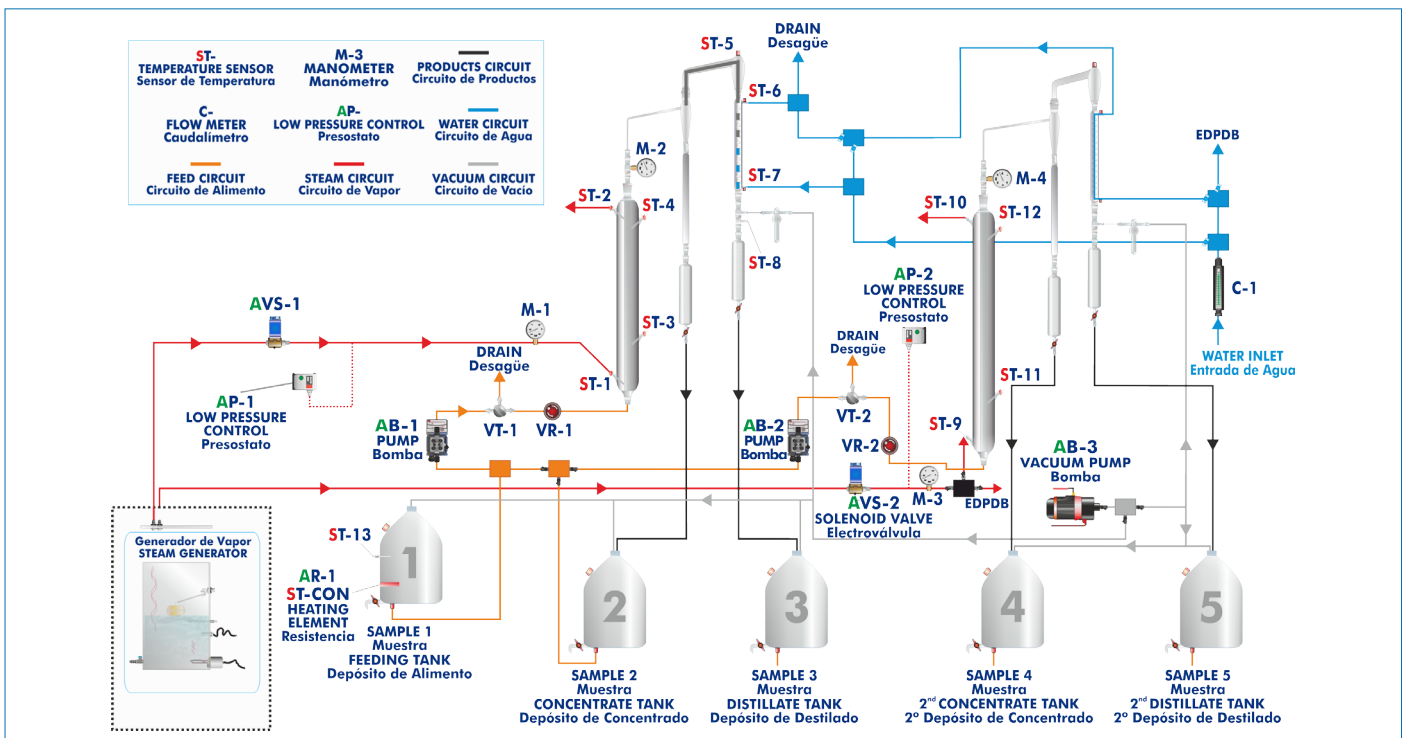 ST-
TEMPERATURE SENSOR
Sensor de Temperatura
M-3
MANOMETER
Manómetro
PRODUCTS CIRCUIT
Circuito de Productos
C-
FLOW METER
Caudalímetro
AP-
LOW PRESSURE CONTROL
Presostato
WATER CIRCUIT
Circuito de Agua
FEED CIRCUIT
Circuito de Alimento
STEAM CIRCUIT
Circuito de Vapor
VACUUM CIRCUIT
Circuito de Vacío
ST-5
DRAIN
Desagüe
ST-6
M-2
ST-7
ST-2
ST-4
ST-8
ST-3
ST-1
EDPDB
M-4
ST-10
ST-12
C-1
WATER INLET
Entrada de Agua
AP-2
LOW PRESSURE
CONTROL
Presostato
AVS-1
M-1
DRAIN
Desagüe
DRAIN
Desagüe
ST-11
AP-1
LOW PRESSURE
CONTROL
Presostato
AB-1
PUMP
Bomba
VT-1
VR-1
AB-2
PUMP
Bomba
VT-2
VR-2
ST-9
AB-3
VACUUM PUMP
Bomba
AVS-2
SOLENOID VALVE
Electroválvula
M-3
EDPDB
Generador de Vapor
STEAM GENERATOR
ST-13
AR-1
ST-CON
HEATING
ELEMENT
Resistencia
1
2
3
4
5
SAMPLE 1
Muestra
FEEDING TANK
Depósito de Alimento
SAMPLE 2
Muestra
CONCENTRATE TANK
Depósito de Concentrado
SAMPLE 3
Muestra
DISTILLATE TANK
Depósito de Destilado
SAMPLE 4
Muestra
2nd CONCENTRATE TANK
2º Depósito de Concentrado
SAMPLE 5
Muestra
2nd DISTILLATE TANK
2º Depósito de Destilado